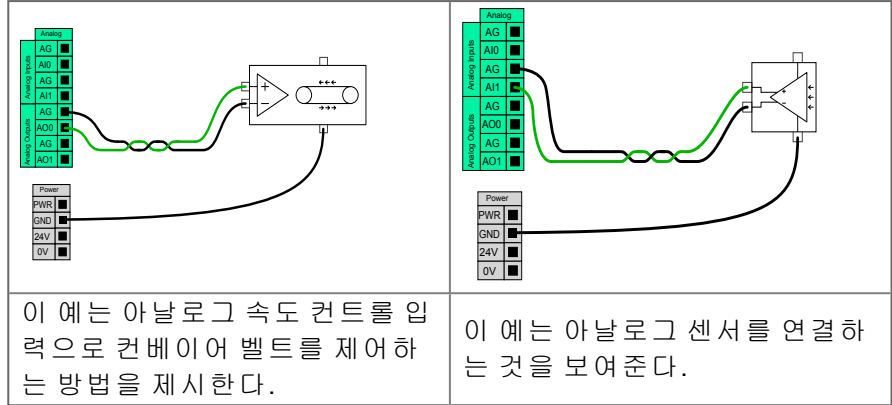 Analog
Analog Inputs
AG
AI0
AG
AI1
Analog Outputs
AG
AO0
AG
AO1
Power
PWR
GND
24V
0V
+
−
←←←
→→→
이 예는 아날로그 속도 컨트롤 입
력으로 컨베이어 벨트를 제어하
는 방법을 제시한다.
Analog
Analog Inputs
AG
AI0
AG
AI1
Analog Outputs
AG
AO0
AG
AO1
Power
PWR
GND
24V
0V
+
−
이 예는 아날로그 센서를 연결하
는 것을 보여준다.